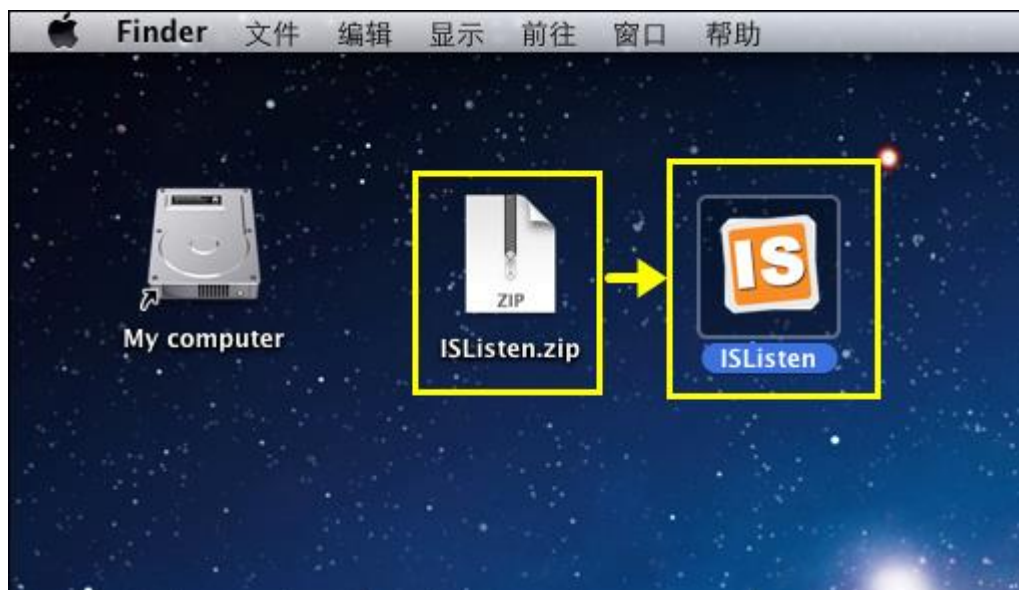 Finder 文件 编辑 显示 前往 窗口 帮助
ZIP
IS
My computer
ISListen.zip
ISListen